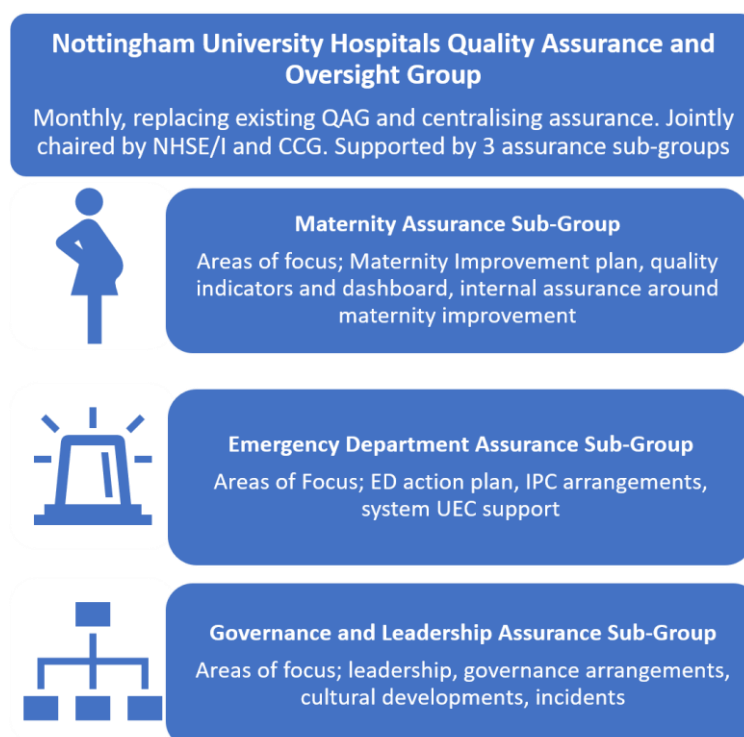 Nottingham University Hospitals Quality Assurance and
Oversight Group
Monthly, replacing existing QAG and centralising assurance. Jointly
chaired by NHSE/I and CCG. Supported by 3 assurance sub-groups
Maternity Assurance Sub-Group
Areas of focus; Maternity Improvement plan, quality
indicators and dashboard, internal assurance around
maternity improvement
Emergency Department Assurance Sub-Group
Areas of Focus; ED action plan, IPC arrangements,
system UEC support
Governance and Leadership Assurance Sub-Group
Areas of focus; leadership, governance arrangements,
cultural developments, incidents